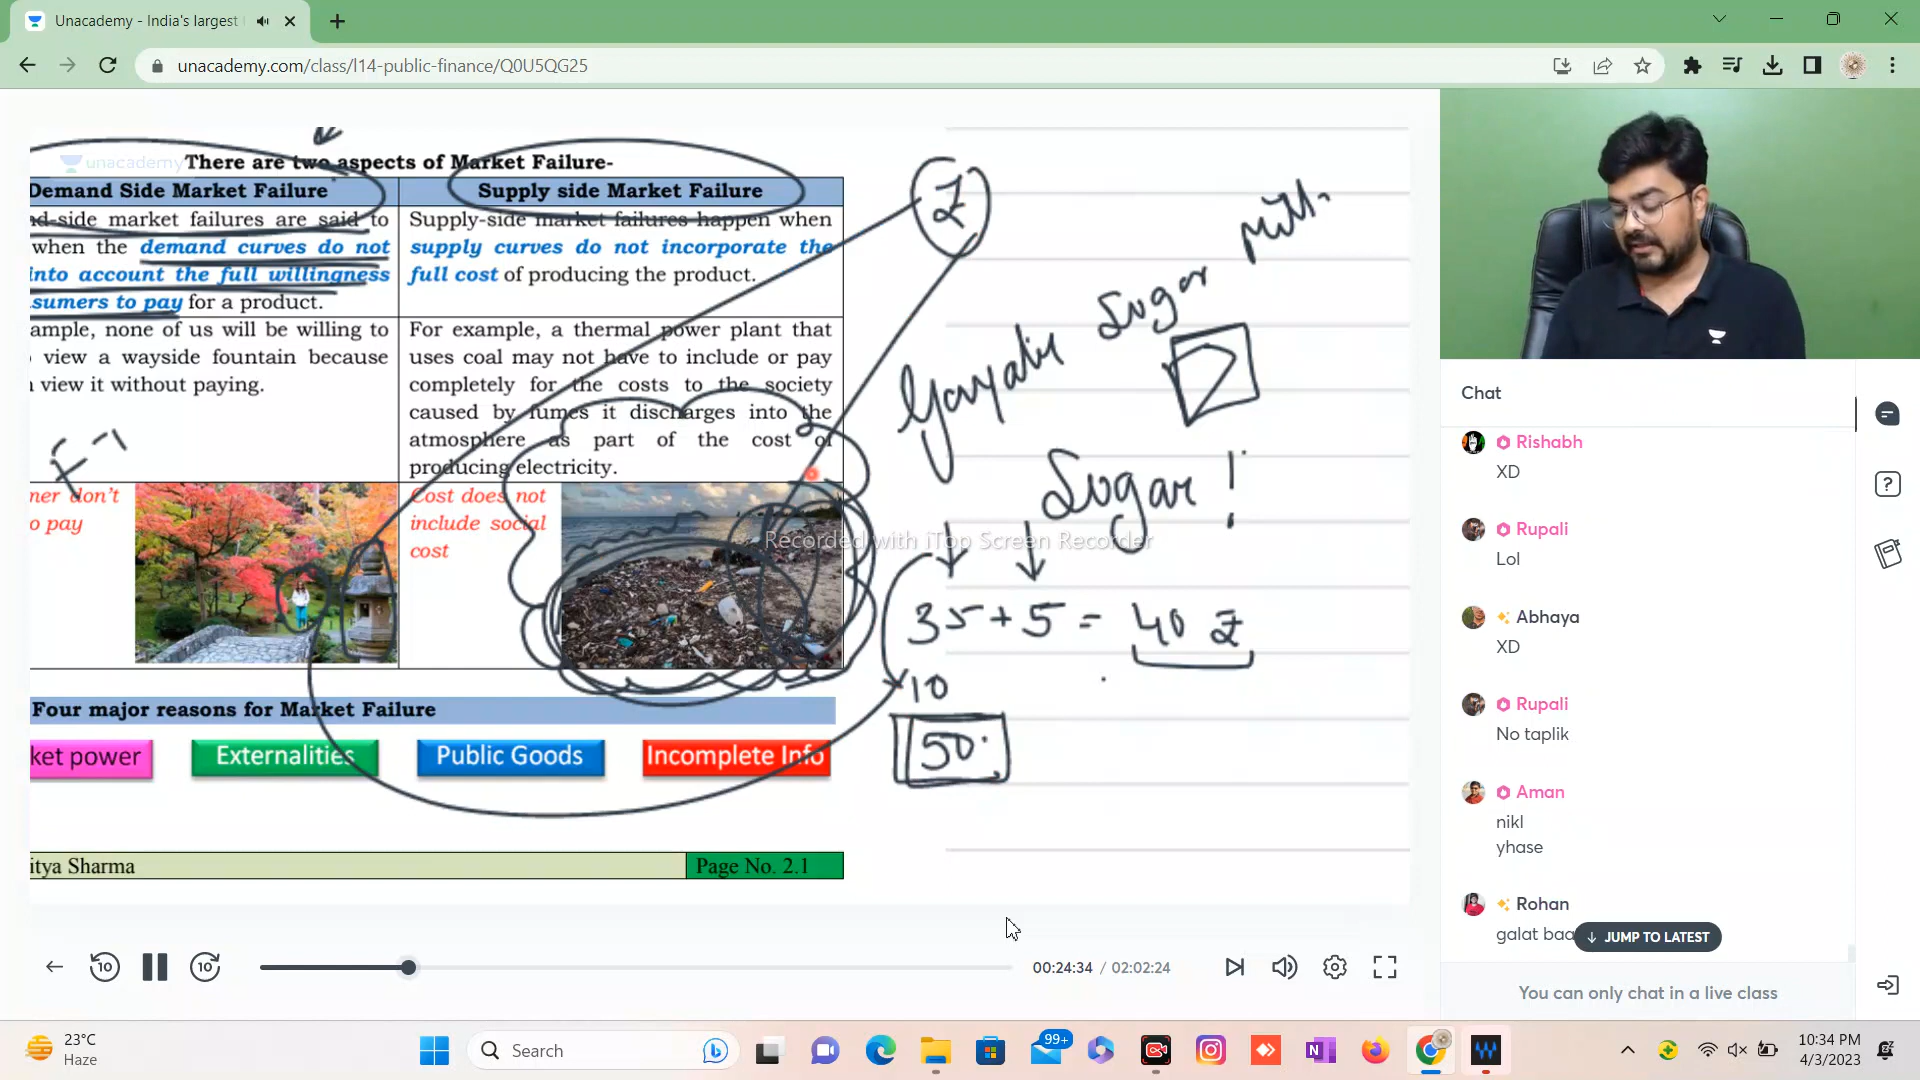 Unacademy - India's largest
unacademy.com/class/l14-public-finance/Q0U5QG25
unacademy
There are two aspects of Market Failure-
Demand Side Market Failure
Supply side Market Failure
nd-side market failures are said to
when the demand curves do not
into account the full willingness
sumers to pay for a product.
Supply-side market failures happen when
supply curves do not incorporate the
full cost of producing the product.
ample, none of us will be willing to
view a wayside fountain because
view it without paying.
For example, a thermal power plant that
uses coal may not have to include or pay
completely for the costs to the society
caused by fumes it discharges into the
atmosphere as part of the cost of
producing electricity.
ner don't
o pay
Cost does not
include social
cost
Four major reasons for Market Failure
ket power
Externalities
Public Goods
Incomplete Info
itya Sharma
Page No. 2.1
Sugar
Sugar !
35+5=40
10
50
Recorded with iTop Screen Recorder
10
10
00:24:34 / 02:02:24
Chat
Rishabh
XD
Rupali
Lol
Abhaya
XD
Rupali
No taplik
Aman
nikl
yhase
Rohan
galat baa
JUMP TO LATEST
You can only chat in a live class
23°C
Haze
Search
99+
10:34 PM
4/3/2023